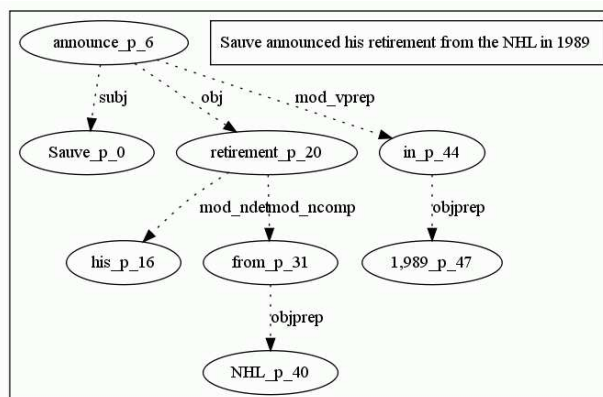 announce_p_6
Sauve announced his retirement from the NHL in 1989
subj
obj
mod_vprep
Sauve_p_0
retirement_p_20
in_p_44
mod_ndet
mod_ncomp
objprep
his_p_16
from_p_31
1,989_p_47
objprep
NHL_p_40